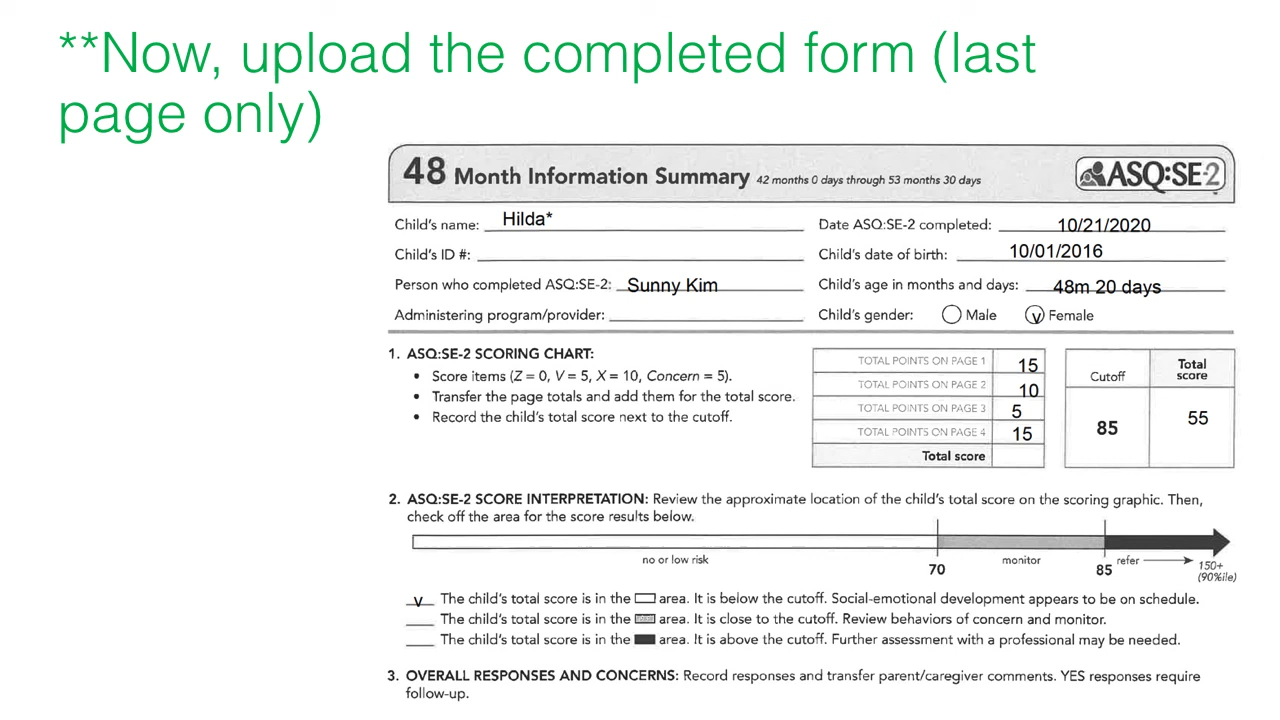 **Now, upload the completed form (last
page only)
48 Month Information Summary 42 months 0 days through 53 months 30 days
ASQ:SE-2
Child's name: Hilda*
Date ASQ:SE-2 completed: 10/21/2020
Child's ID #:
Child's date of birth: 10/01/2016
Person who completed ASQ:SE-2: Sunny Kim
Child's age in months and days: 48m 20 days
Administering program/provider:
Child's gender: Male v Female
1. ASQ:SE-2 SCORING CHART:
• Score items (Z = 0, V = 5, X = 10, Concern = 5).
• Transfer the page totals and add them for the total score.
• Record the child's total score next to the cutoff.
TOTAL POINTS ON PAGE 1 15
TOTAL POINTS ON PAGE 2 10
TOTAL POINTS ON PAGE 3 5
TOTAL POINTS ON PAGE 4 15
Total score
Cutoff
Total
score
85
55
2. ASQ:SE-2 SCORE INTERPRETATION: Review the approximate location of the child's total score on the scoring graphic. Then,
check off the area for the score results below.
no or low risk
70
monitor
85
refer
150+
(90%ile)
v The child's total score is in the area. It is below the cutoff. Social-emotional development appears to be on schedule.
The child's total score is in the area. It is close to the cutoff. Review behaviors of concern and monitor.
The child's total score is in the area. It is above the cutoff. Further assessment with a professional may be needed.
3. OVERALL RESPONSES AND CONCERNS: Record responses and transfer parent/caregiver comments. YES responses require
follow-up.